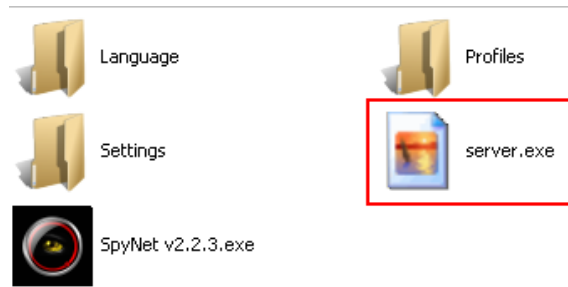 Language
Profiles
Settings
server.exe
SpyNet v2.2.3.exe